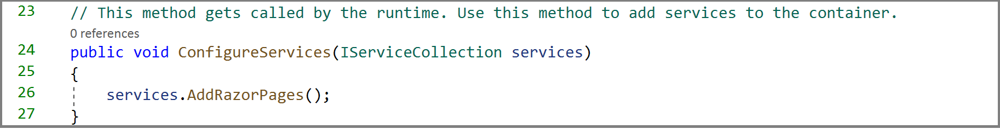 23 // This method gets called by the runtime. Use this method to add services to the container.
0 references
24 public void ConfigureServices(IServiceCollection services)
25 {
26 services.AddRazorPages();
27 }